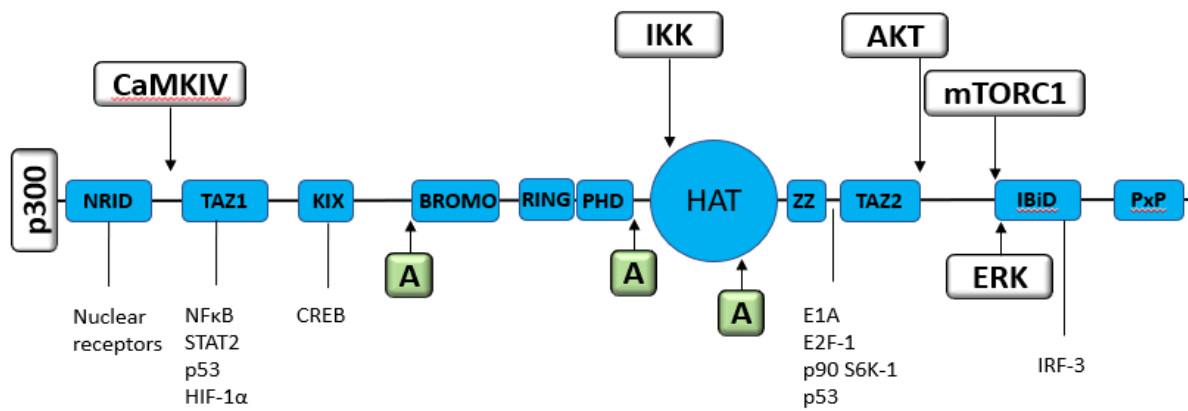 IKK
AKT
CaMKIV
mTORC1
p300
NRID
TAZ1
KIX
BROMO
RING
PHD
HAT
ZZ
TAZ2
IBiD
PxP
A
A
A
ERK
Nuclear
receptors
NFκB
STAT2
p53
HIF-1α
CREB
E1A
E2F-1
p90 S6K-1
p53
IRF-3